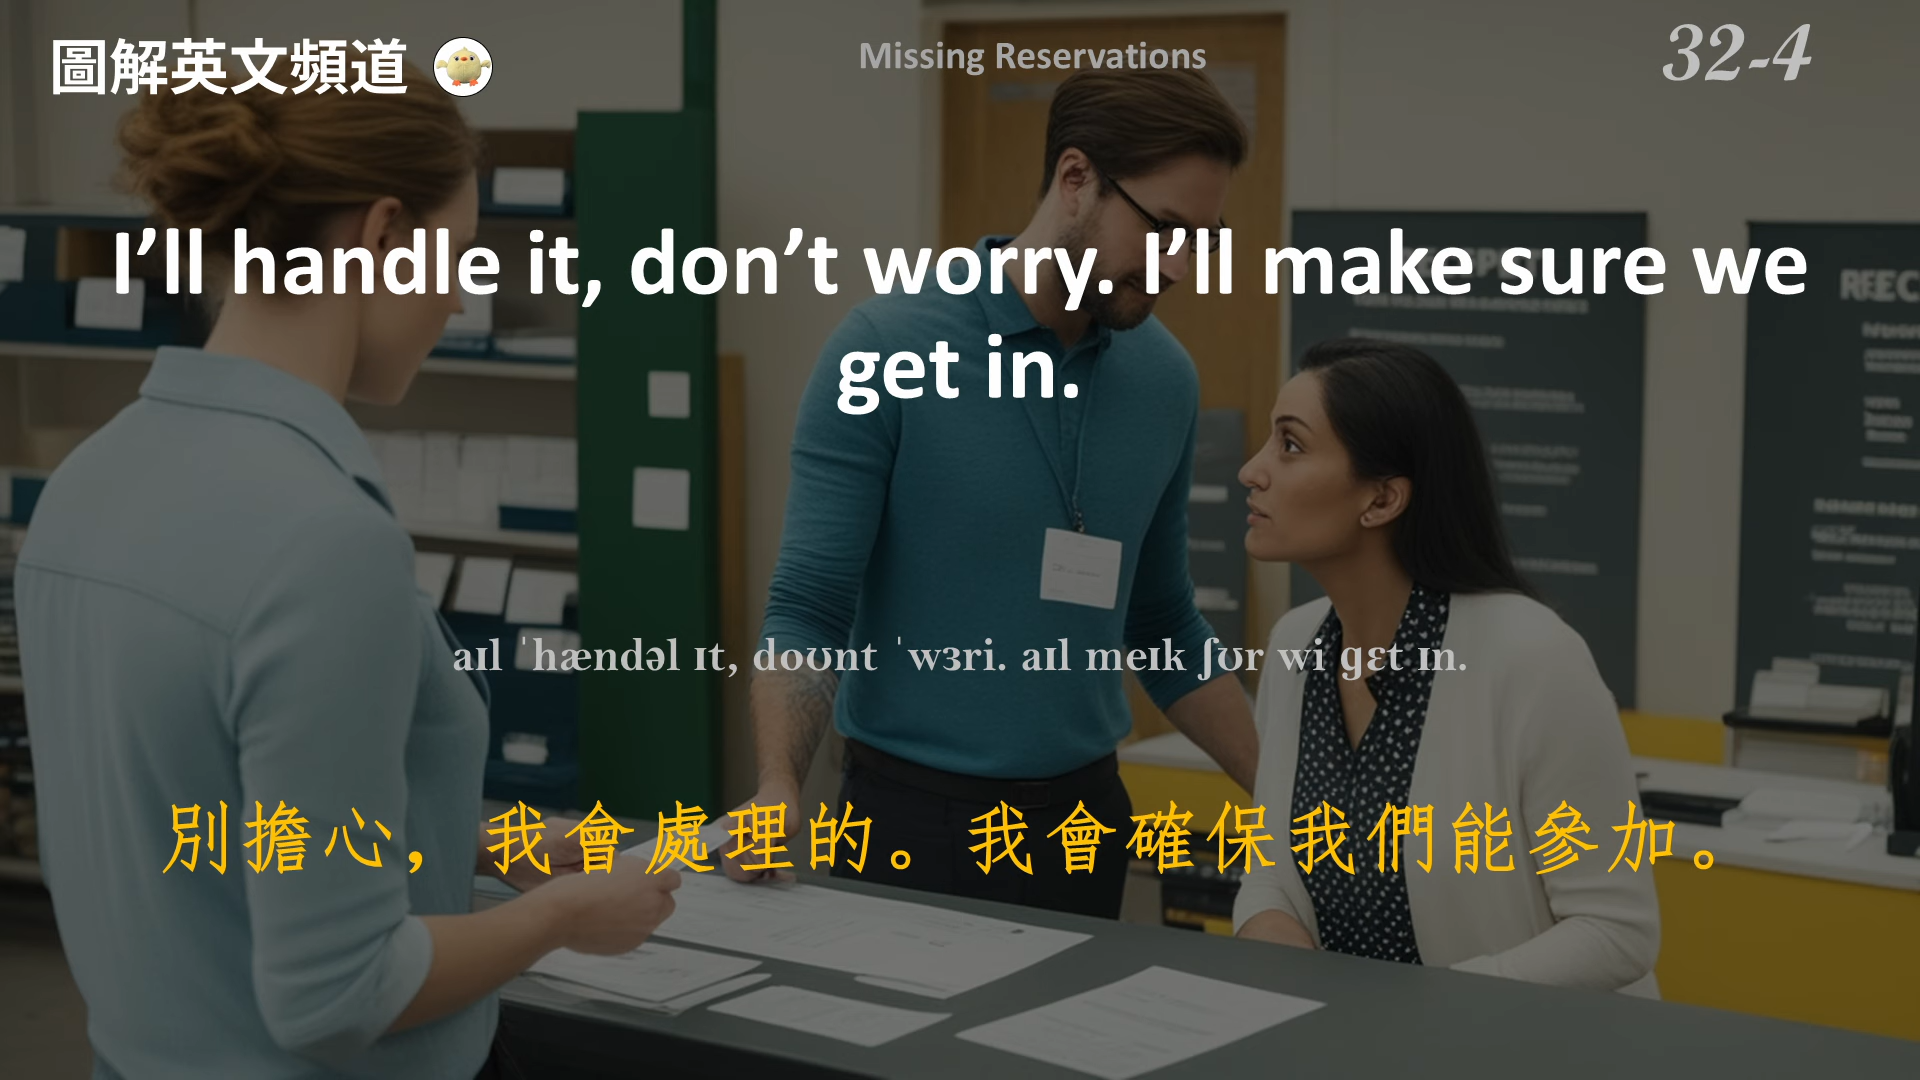 圖解英文頻道
Missing Reservations
32-4
I’ll handle it, don’t worry. I’ll make sure we
get in.
aɪl ˈhændəl ɪt, doʊnt ˈwɜri. aɪl meɪk ʃʊr wi gɛt ɪn.
別擔心，我會處理的。我會確保我們能參加。